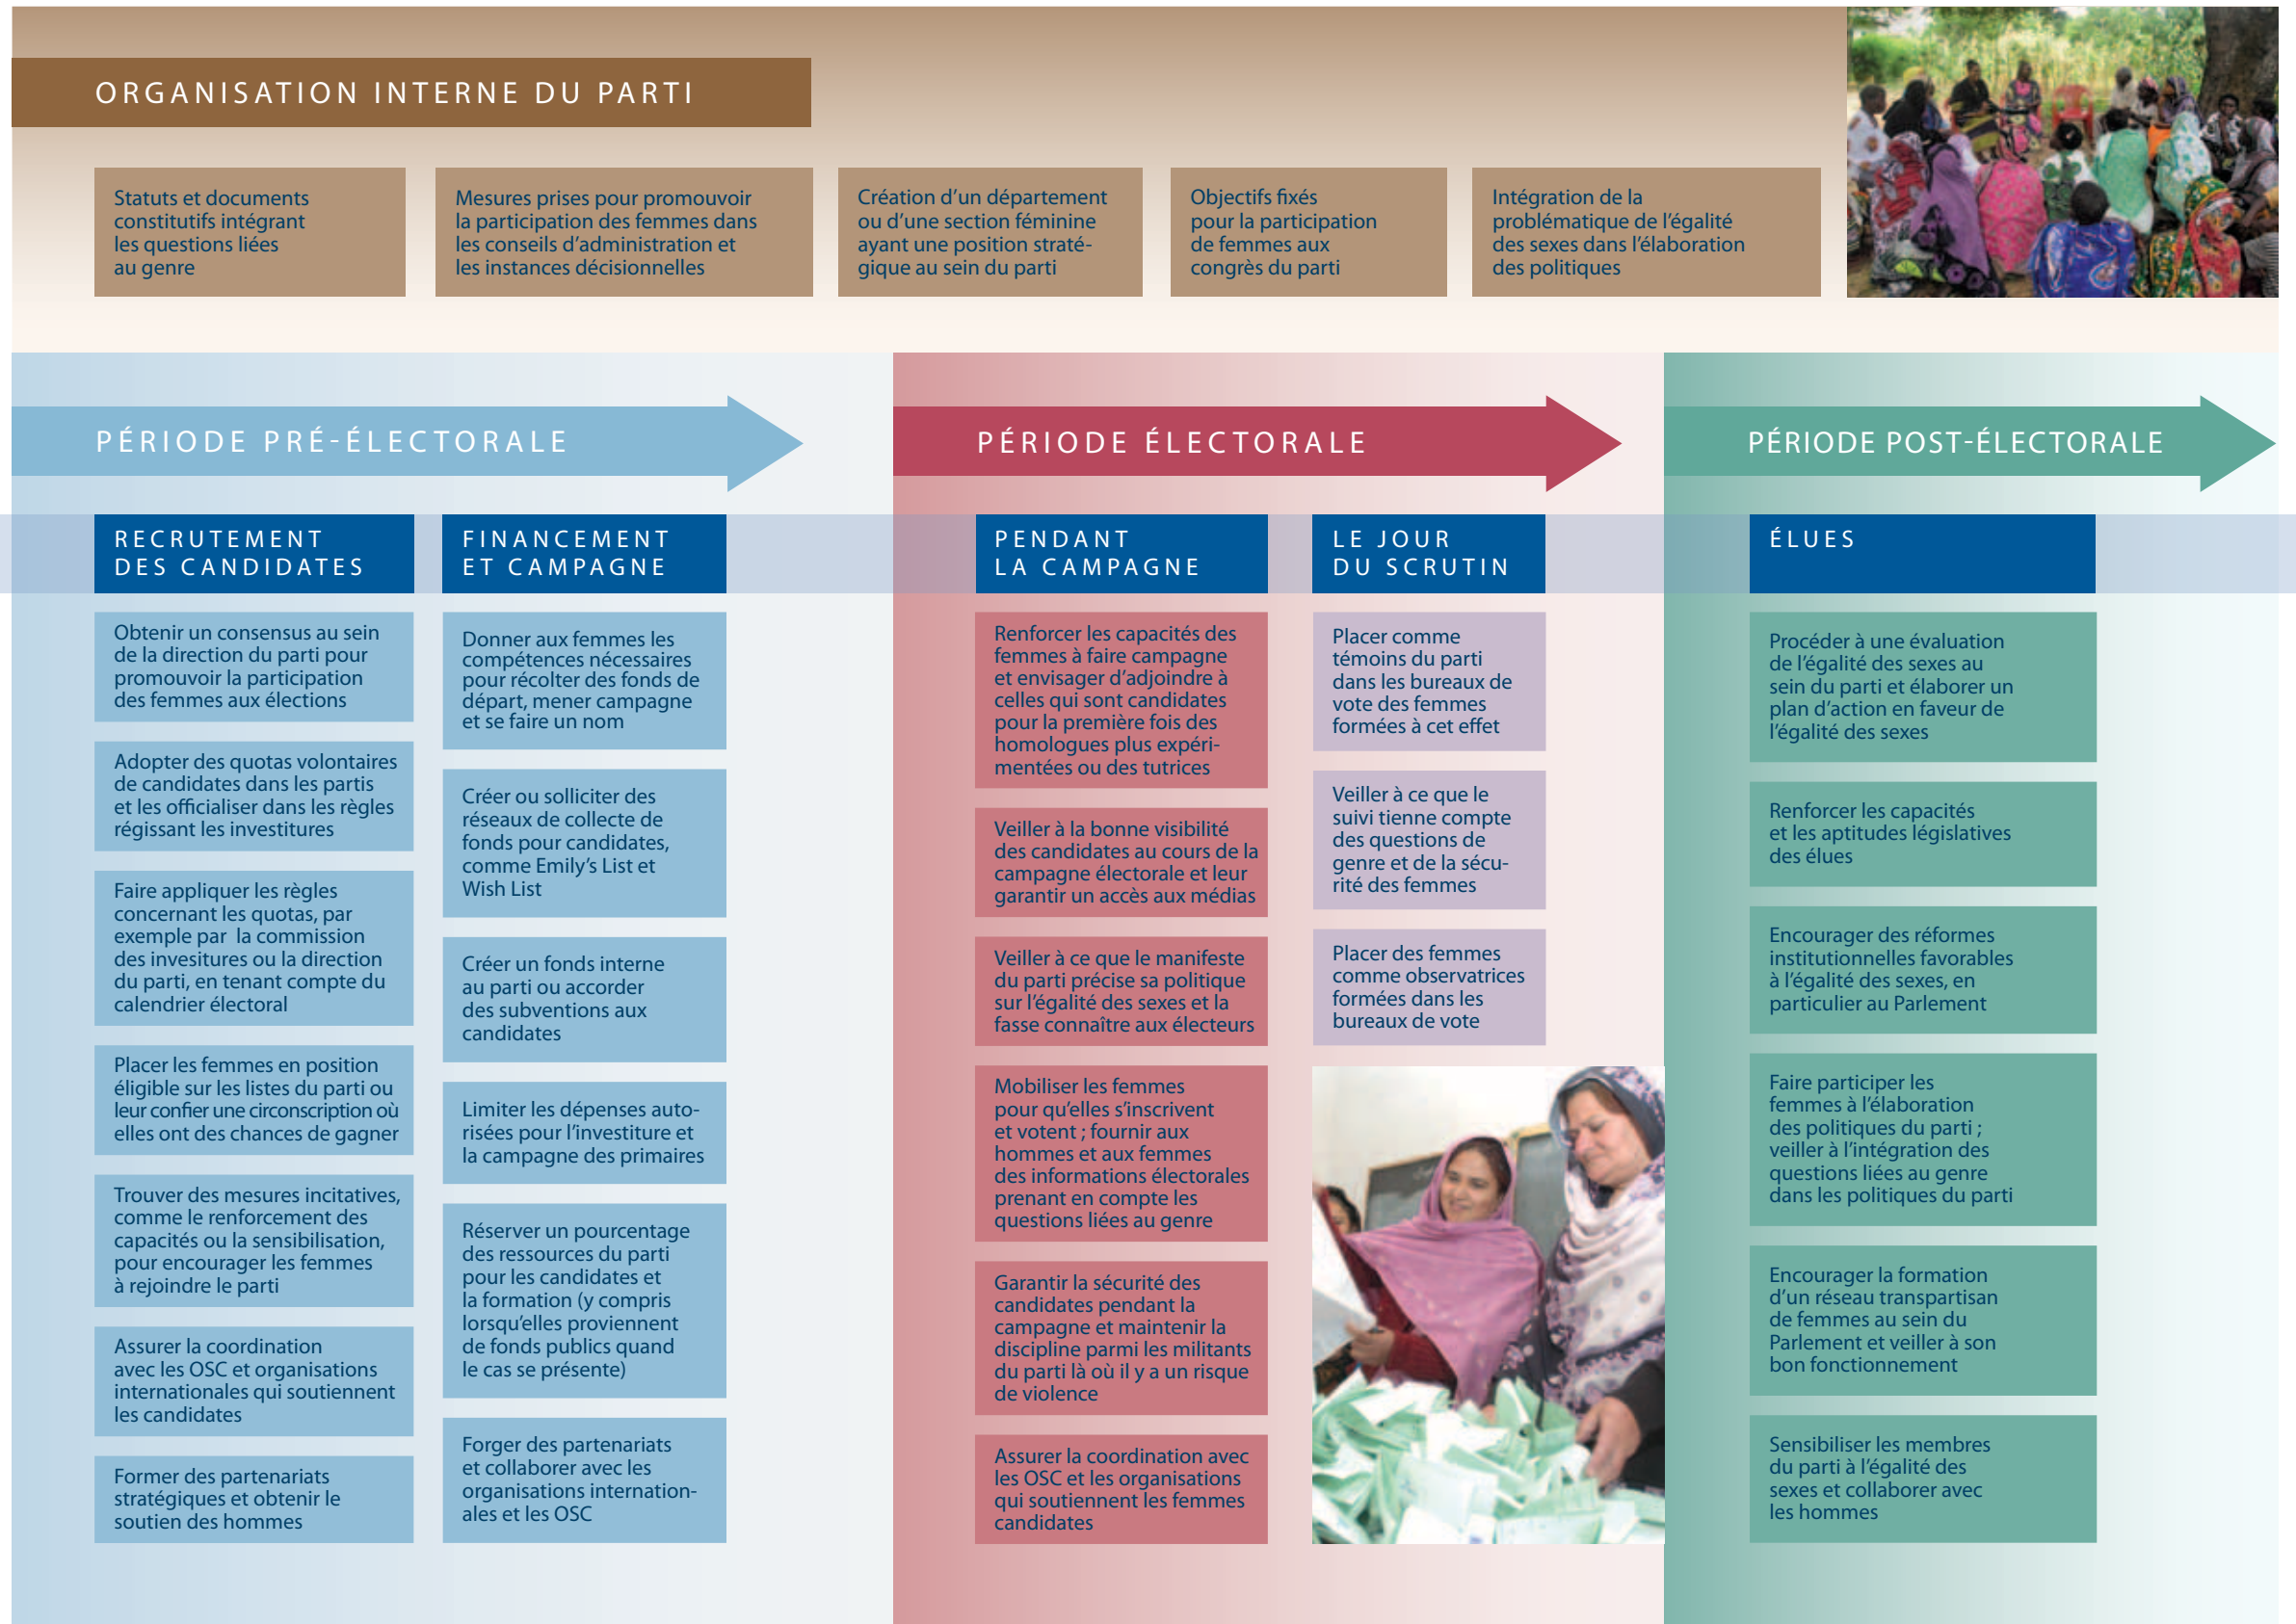 ORGANISATION INTERNE DU PARTI
Statuts et documents
constitutifs intégrant
les questions liées
au genre
Mesures prises pour promouvoir
la participation des femmes dans
les conseils d’administration et
les instances décisionnelles
Création d’un département
ou d’une section féminine
ayant une position straté-
gique au sein du parti
Objectifs fixés
pour la participation
de femmes aux
congrès du parti
Intégration de la
problématique de l’égalité
des sexes dans l’élaboration
des politiques
PÉRIODE PRÉ-ÉLECTORALE
RECRUTEMENT
DES CANDIDATES
Obtenir un consensus au sein
de la direction du parti pour
promouvoir la participation
des femmes aux élections
Adopter des quotas volontaires
de candidates dans les partis
et les officialiser dans les règles
régissant les investitures
Faire appliquer les règles
concernant les quotas, par
exemple par la commission
des invesitures ou la direction
du parti, en tenant compte du
calendrier électoral
Placer les femmes en position
éligible sur les listes du parti ou
leur confier une circonscription où
elles ont des chances de gagner
Trouver des mesures incitatives,
comme le renforcement des
capacités ou la sensibilisation,
pour encourager les femmes
à rejoindre le parti
Assurer la coordination
avec les OSC et organisations
internationales qui soutiennent
les candidates
Former des partenariats
stratégiques et obtenir le
soutien des hommes
FINANCEMENT
ET CAMPAGNE
Donner aux femmes les
compétences nécessaires
pour récolter des fonds de
départ, mener campagne
et se faire un nom
Créer ou solliciter des
réseaux de collecte de
fonds pour candidates,
comme Emily’s List et
Wish List
Créer un fonds interne
au parti ou accorder
des subventions aux
candidates
Limiter les dépenses auto-
risées pour l’investiture et
la campagne des primaires
Réserver un pourcentage
des ressources du parti
pour les candidates et
la formation (y compris
lorsqu’elles proviennent
de fonds publics quand
le cas se présente)
Forger des partenariats
et collaborer avec les
organisations internation-
ales et les OSC
PÉRIODE ÉLECTORALE
PENDANT
LA CAMPAGNE
Renforcer les capacités des
femmes à faire campagne
et envisager d’adjoindre à
celles qui sont candidates
pour la première fois des
homologues plus expéri-
mentées ou des tutrices
Veiller à la bonne visibilité
des candidates au cours de la
campagne électorale et leur
garantir un accès aux médias
Veiller à ce que le manifeste
du parti précise sa politique
sur l’égalité des sexes et la
fasse connaître aux électeurs
Mobiliser les femmes
pour qu’elles s’inscrivent
et votent ; fournir aux
hommes et aux femmes
des informations électorales
prenant en compte les
questions liées au genre
Garantir la sécurité des
candidates pendant la
campagne et maintenir la
discipline parmi les militants
du parti là où il y a un risque
de violence
Assurer la coordination avec
les OSC et les organisations
qui soutiennent les femmes
candidates
LE JOUR
DU SCRUTIN
Placer comme
témoins du parti
dans les bureaux de
vote des femmes
formées à cet effet
Veiller à ce que le
suivi tienne compte
des questions de
genre et de la sécu-
rité des femmes
Placer des femmes
comme observatrices
formées dans les
bureaux de vote
PÉRIODE POST-ÉLECTORALE
ÉLUES
Procéder à une évaluation
de l’égalité des sexes au
sein du parti et élaborer un
plan d’action en faveur de
l’égalité des sexes
Renforcer les capacités
et les aptitudes législatives
des élues
Encourager des réformes
institutionnelles favorables
à l’égalité des sexes, en
particulier au Parlement
Faire participer les
femmes à l’élaboration
des politiques du parti ;
veiller à l’intégration des
questions liées au genre
dans les politiques du parti
Encourager la formation
d’un réseau transpartisan
de femmes au sein du
Parlement et veiller à son
bon fonctionnement
Sensibiliser les membres
du parti à l’égalité des
sexes et collaborer avec
les hommes